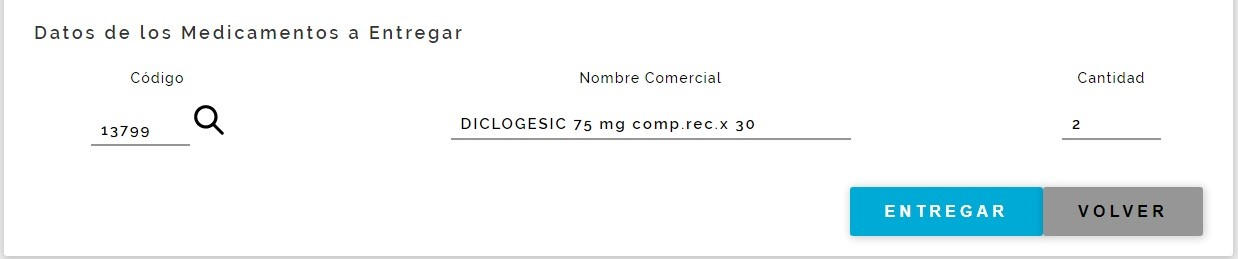 Datos de los Medicamentos a Entregar
Código
Nombre Comercial
Cantidad
13799
DICLOGESIC 75 mg comp.rec.x 30
2
ENTREGAR
VOLVER